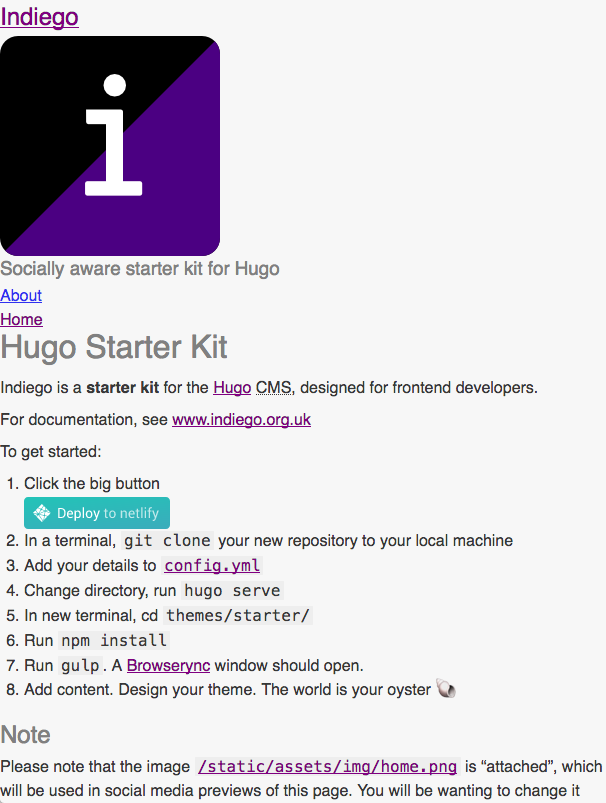 Indiego
i
Socially aware starter kit for Hugo
About
Home
Hugo Starter Kit
Indiego is a starter kit for the Hugo CMS, designed for frontend developers.
For documentation, see www.indiego.org.uk
To get started:
1. Click the big button
Deploy to netlify
2. In a terminal, git clone your new repository to your local machine
3. Add your details to config.yml
4. Change directory, run hugo serve
5. In new terminal, cd themes/starter/
6. Run npm install
7. Run gulp. A Browserync window should open.
8. Add content. Design your theme. The world is your oyster 🐚
Note
Please note that the image /static/assets/img/home.png is “attached”, which
will be used in social media previews of this page. You will be wanting to change it